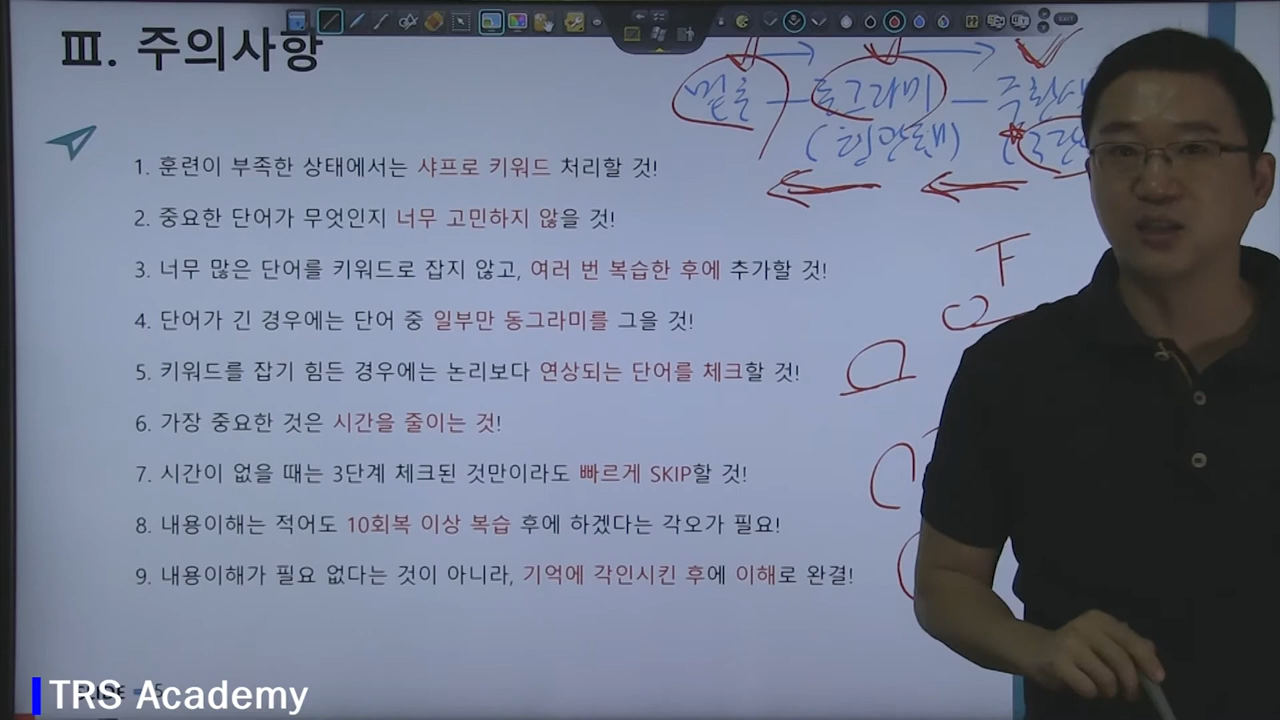 Ⅲ. 주의사항
밑줄 — 동그라미 — 주황색
(형안펜)
1. 훈련이 부족한 상태에서는 샤프로 키워드 처리할 것!
2. 중요한 단어가 무엇인지 너무 고민하지 않을 것!
3. 너무 많은 단어를 키워드로 잡지 않고, 여러 번 복습한 후에 추가할 것!
F
4. 단어가 긴 경우에는 단어 중 일부만 동그라미를 그을 것!
5. 키워드를 잡기 힘든 경우에는 논리보다 연상되는 단어를 체크할 것!
6. 가장 중요한 것은 시간을 줄이는 것!
7. 시간이 없을 때는 3단계 체크된 것만이라도 빠르게 SKIP할 것!
8. 내용이해는 적어도 10회복 이상 복습 후에 하겠다는 각오가 필요!
9. 내용이해가 필요 없다는 것이 아니라, 기억에 각인시킨 후에 이해로 완결!
TRS Academy